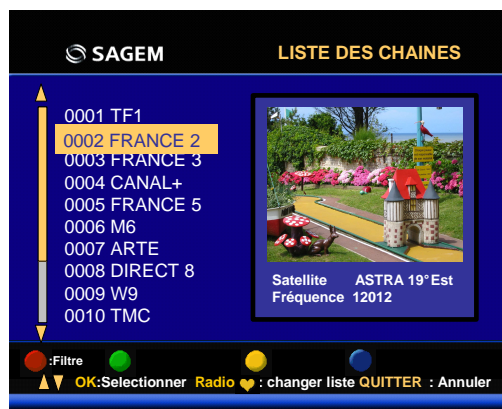 SAGEM
LISTE DES CHAINES
0001 TF1
0002 FRANCE 2
0003 FRANCE 3
0004 CANAL+
0005 FRANCE 5
0006 M6
0007 ARTE
0008 DIRECT 8
0009 W9
0010 TMC
Satellite ASTRA 19°Est
Fréquence 12012
:Filtre
OK:Selectionner Radio : changer liste QUITTER : Annuler